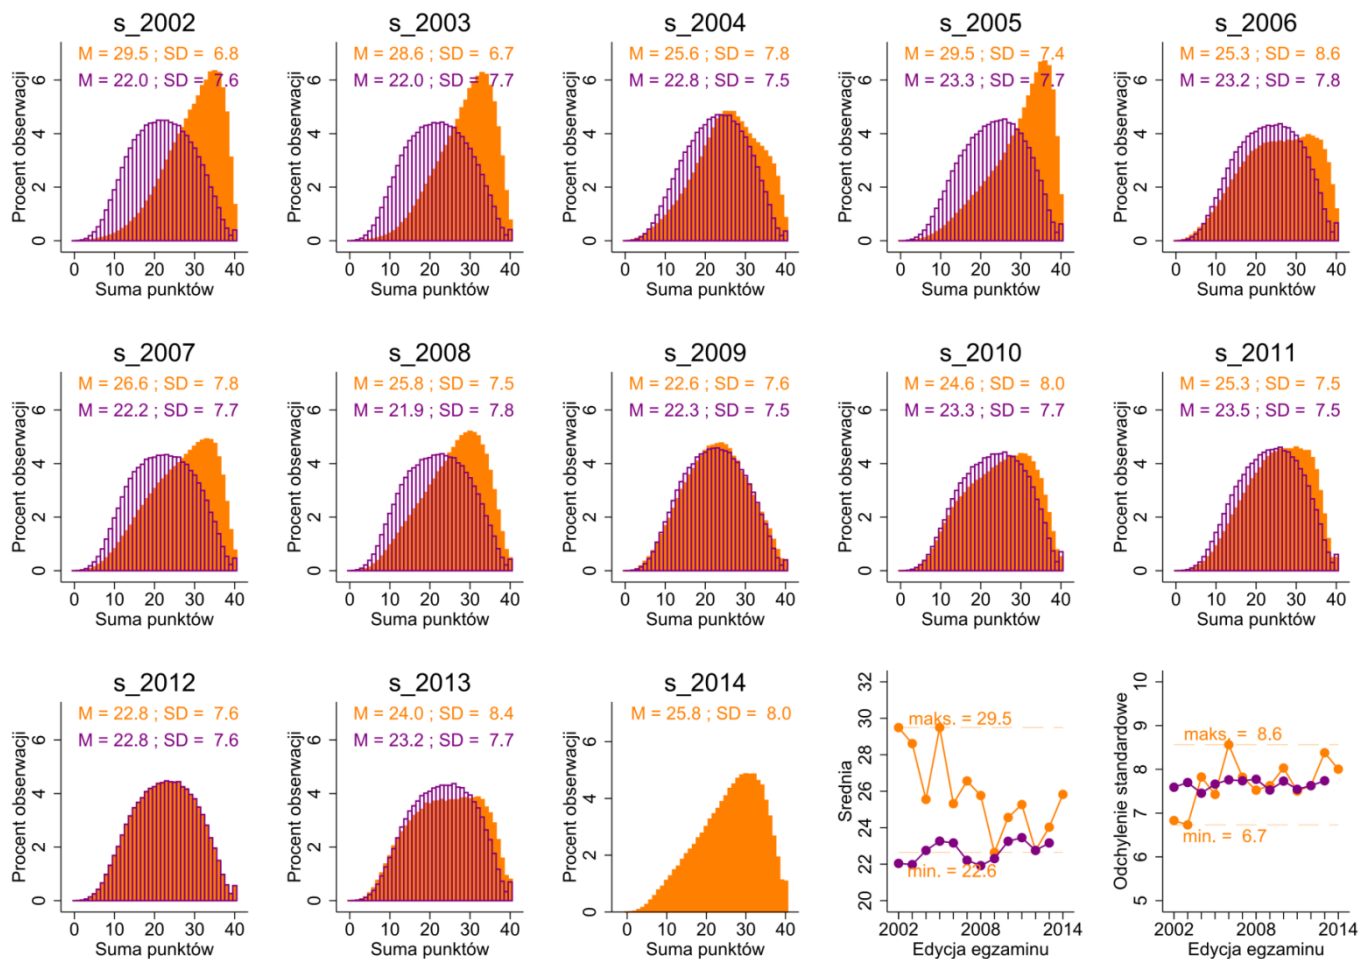 s_2002
M = 29.5 ; SD = 6.8
M = 22.0 ; SD = 7.6
Procent obserwacji
0 2 4 6
0 10 20 30 40
Suma punktów
s_2003
M = 28.6 ; SD = 6.7
M = 22.0 ; SD = 7.7
Procent obserwacji
0 2 4 6
0 10 20 30 40
Suma punktów
s_2004
M = 25.6 ; SD = 7.8
M = 22.8 ; SD = 7.5
Procent obserwacji
0 2 4 6
0 10 20 30 40
Suma punktów
s_2005
M = 29.5 ; SD = 7.4
M = 23.3 ; SD = 7.7
Procent obserwacji
0 2 4 6
0 10 20 30 40
Suma punktów
s_2006
M = 25.3 ; SD = 8.6
M = 23.2 ; SD = 7.8
Procent obserwacji
0 2 4 6
0 10 20 30 40
Suma punktów
s_2007
M = 26.6 ; SD = 7.8
M = 22.2 ; SD = 7.7
Procent obserwacji
0 2 4 6
0 10 20 30 40
Suma punktów
s_2008
M = 25.8 ; SD = 7.5
M = 21.9 ; SD = 7.8
Procent obserwacji
0 2 4 6
0 10 20 30 40
Suma punktów
s_2009
M = 22.6 ; SD = 7.6
M = 22.3 ; SD = 7.5
Procent obserwacji
0 2 4 6
0 10 20 30 40
Suma punktów
s_2010
M = 24.6 ; SD = 8.0
M = 23.3 ; SD = 7.7
Procent obserwacji
0 2 4 6
0 10 20 30 40
Suma punktów
s_2011
M = 25.3 ; SD = 7.5
M = 23.5 ; SD = 7.5
Procent obserwacji
0 2 4 6
0 10 20 30 40
Suma punktów
s_2012
M = 22.8 ; SD = 7.6
M = 22.8 ; SD = 7.6
Procent obserwacji
0 2 4 6
0 10 20 30 40
Suma punktów
s_2013
M = 24.0 ; SD = 8.4
M = 23.2 ; SD = 7.7
Procent obserwacji
0 2 4 6
0 10 20 30 40
Suma punktów
s_2014
M = 25.8 ; SD = 8.0
Procent obserwacji
0 2 4 6
0 10 20 30 40
Suma punktów
Średnia
20 22 24 26 28 30 32
maks. = 29.5
min. = 22.6
2002 2008 2014
Edycja egzaminu
Odchylenie standardowe
5 6 7 8 9 10
maks. = 8.6
min. = 6.7
2002 2008 2014
Edycja egzaminu